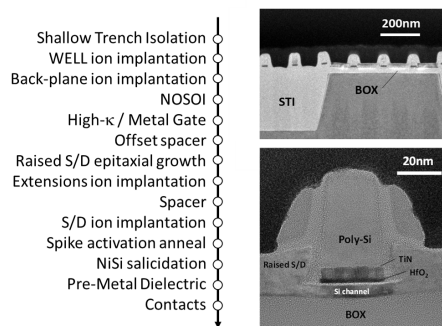 Shallow Trench Isolation
WELL ion implantation
Back-plane ion implantation
NOSOI
High-κ / Metal Gate
Offset spacer
Raised S/D epitaxial growth
Extensions ion implantation
Spacer
S/D ion implantation
Spike activation anneal
NiSi salicidation
Pre-Metal Dielectric
Contacts
200nm
BOX
STI
20nm
Poly-Si
TiN
Raised S/D
HfO₂
Si channel
BOX